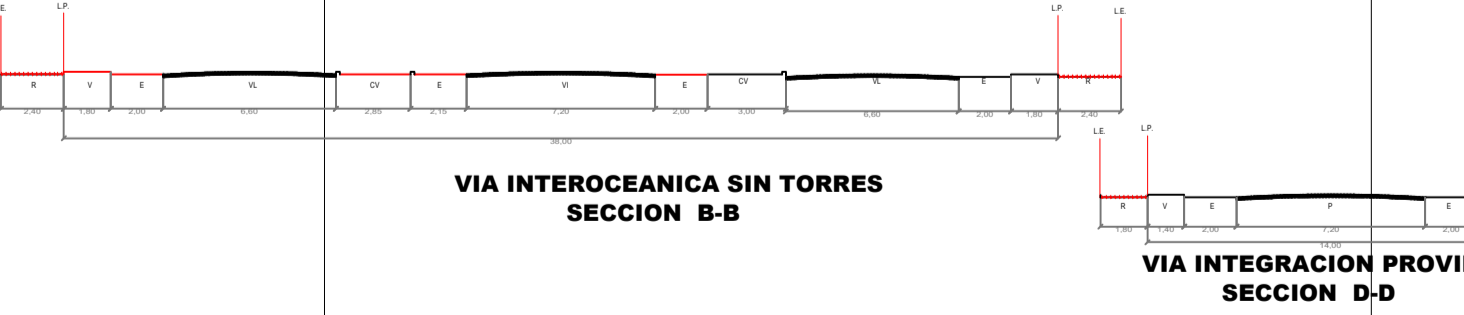 E. L.P. L.P. L.E.
R V E VL CV E VI E CV VL E V R
2,40 1,80 2,00 6,60 2,85 2,15 7,20 2,00 3,00 6,60 2,00 1,80 2,40
38,00
VIA INTEROCEANICA SIN TORRES
SECCION B-B
L.E. L.P.
R V E P E
1,80 1,40 2,00 7,20 2,00
14,00
VIA INTEGRACION PROVI
SECCION D-D